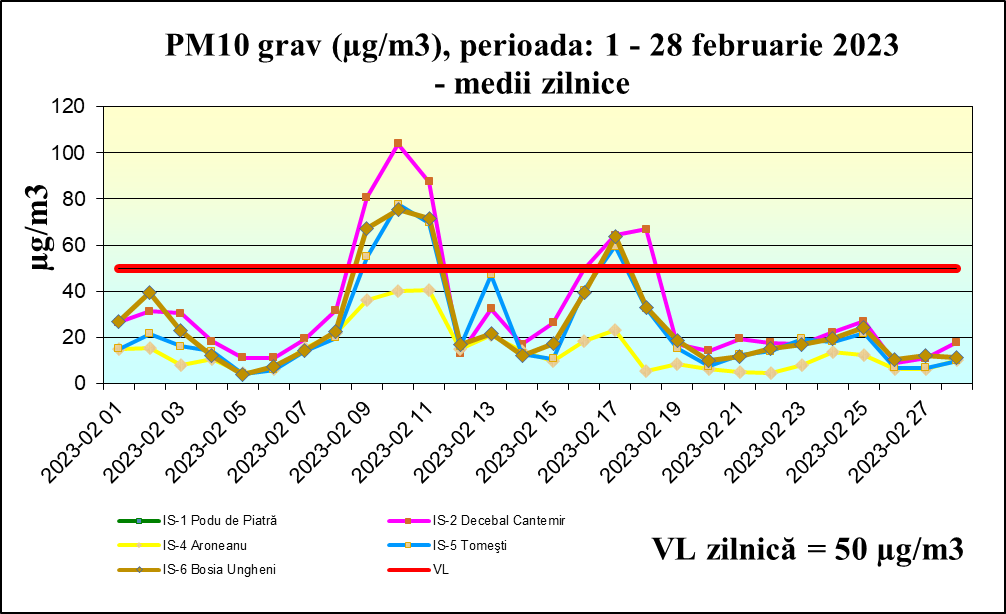 PM10 grav (µg/m3), perioada: 1 - 28 februarie 2023
- medii zilnice
µg/m3
120
100
80
60
40
20
0
2023-02 01
2023-02 03
2023-02 05
2023-02 07
2023-02 09
2023-02 11
2023-02 13
2023-02 15
2023-02 17
2023-02 19
2023-02 21
2023-02 23
2023-02 25
2023-02 27
IS-1 Podu de Piatră
IS-2 Decebal Cantemir
IS-4 Aroneanu
IS-5 Tomeşti
IS-6 Bosia Ungheni
VL
VL zilnică = 50 µg/m3